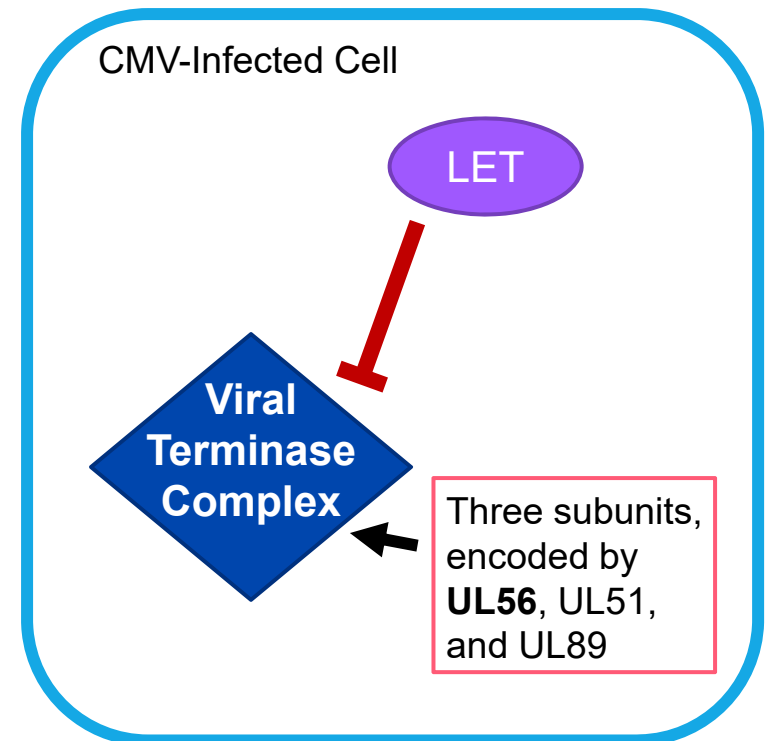 CMV-Infected Cell
LET
Viral
Terminase
Complex
Three subunits,
encoded by
UL56, UL51,
and UL89